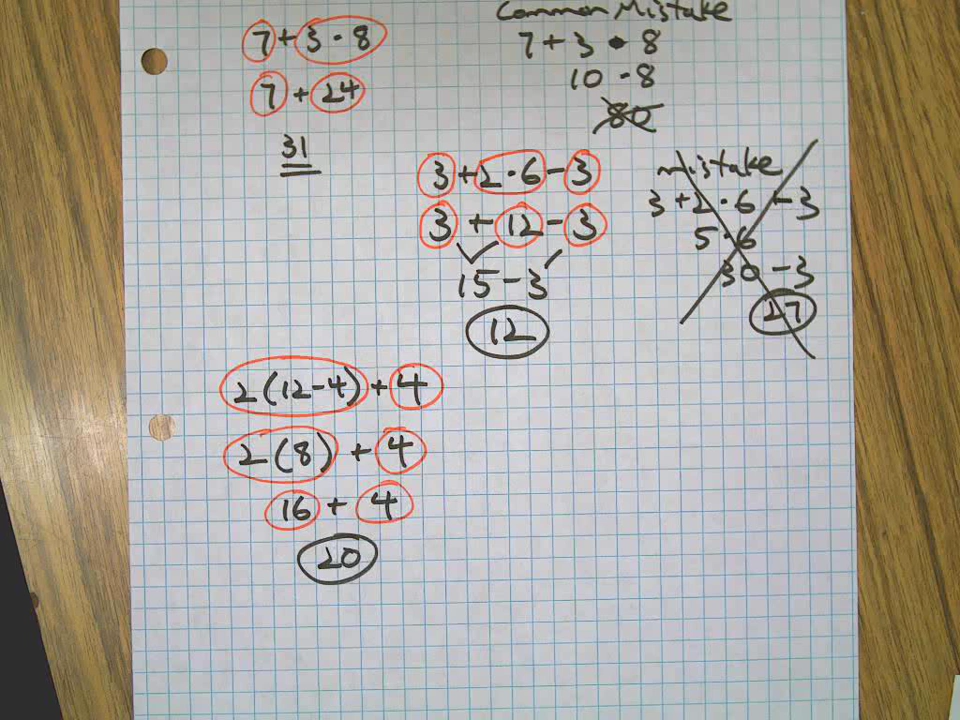 7 + 3 · 8
7 + 24
31
Common Mistake
7 + 3 · 8
10 · 8
80
3 + 2 · 6 - 3
3 + 12 - 3
15 - 3
12
mistake
3 + 2 · 6 - 3
5 · 6
30 - 3
27
2(12-4) + 4
2(8) + 4
16 + 4
20